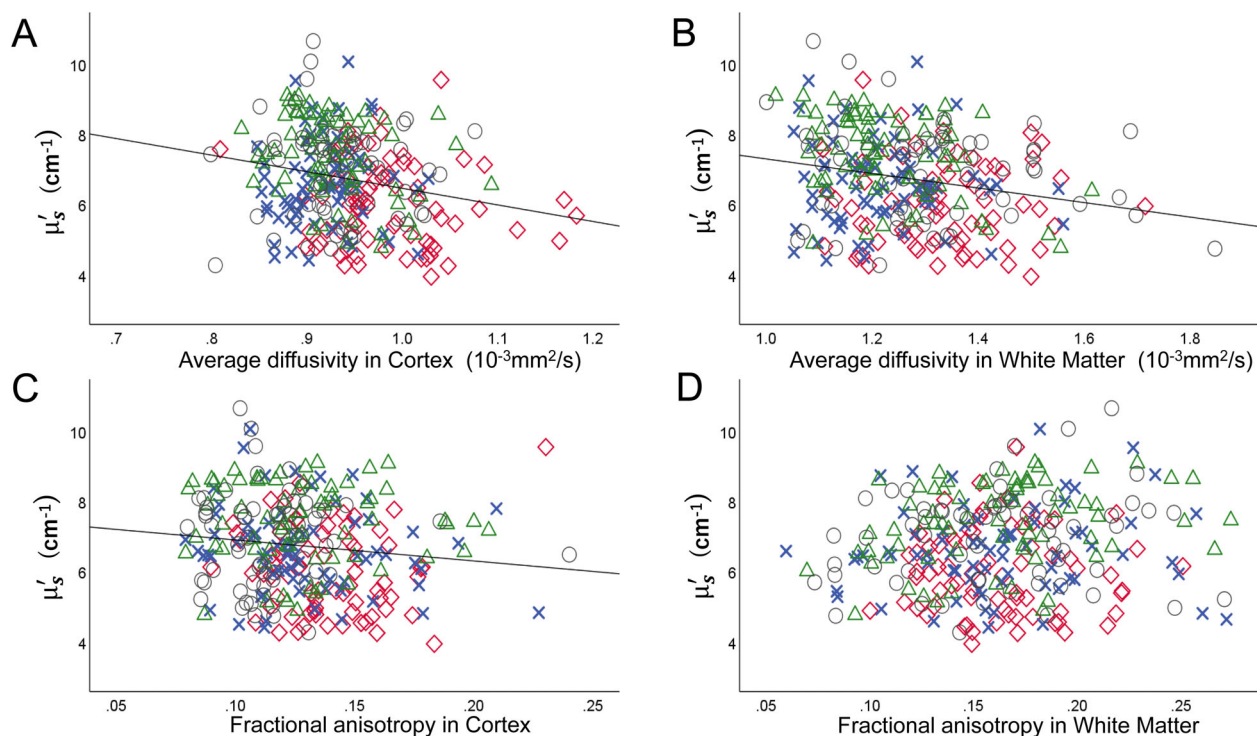 A
10
8
6
4
μ′s (cm-1)
.7 .8 .9 1.0 1.1 1.2
Average diffusivity in Cortex (10-3mm2/s)
B
10
8
6
4
μ′s (cm-1)
1.0 1.2 1.4 1.6 1.8
Average diffusivity in White Matter (10-3mm2/s)
C
10
8
6
4
μ′s (cm-1)
.05 .10 .15 .20 .25
Fractional anisotropy in Cortex
D
10
8
6
4
μ′s (cm-1)
.05 .10 .15 .20 .25
Fractional anisotropy in White Matter